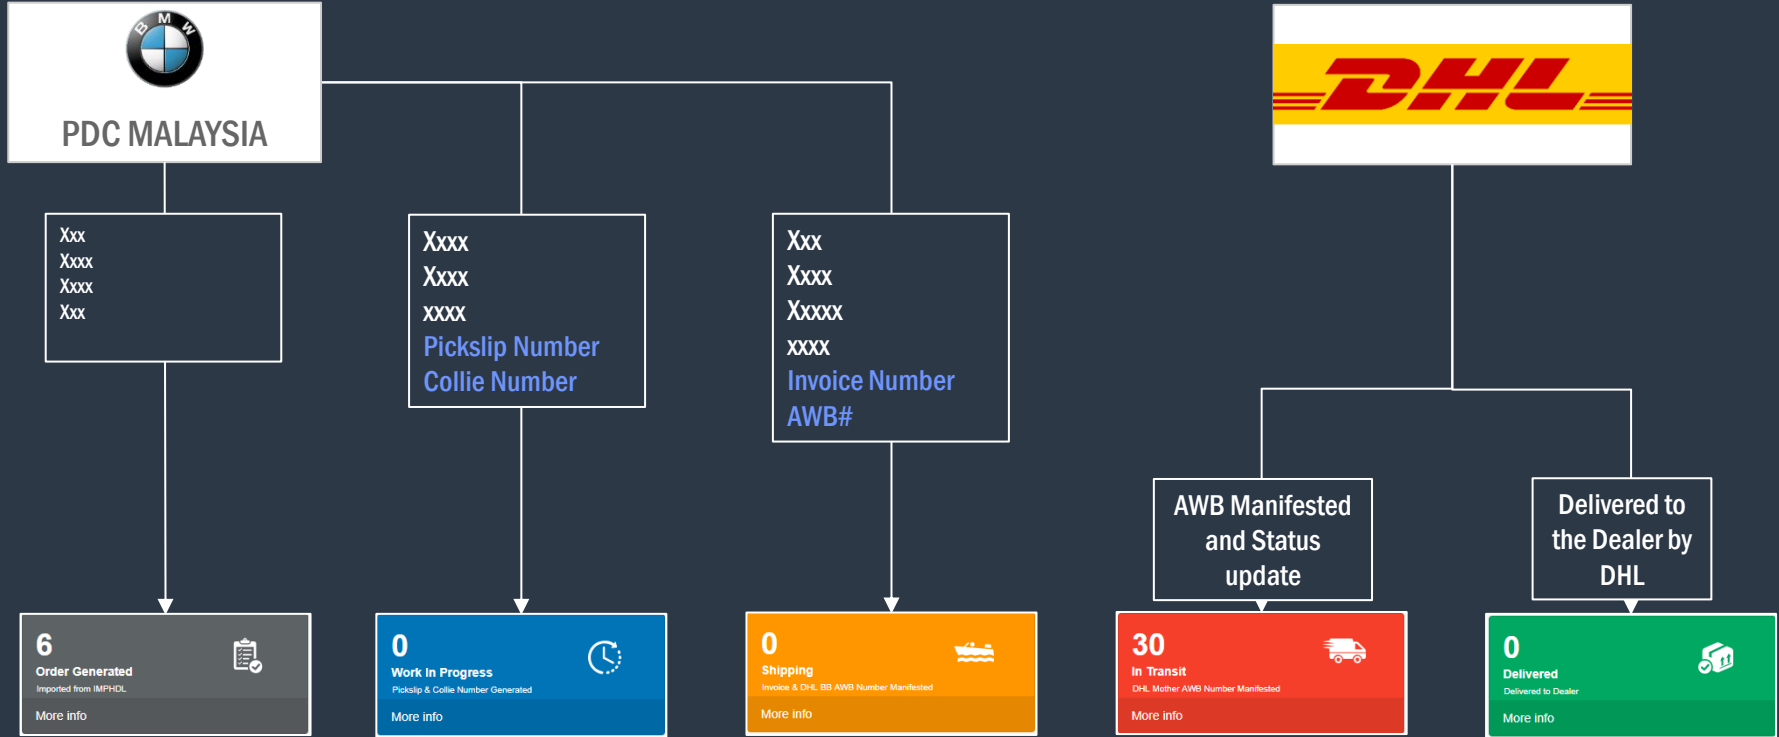 BMW
PDC MALAYSIA
DHL
Xxx
Xxxx
Xxxx
Xxx
Xxxx
Xxxx
xxxx
Pickslip Number
Collie Number
Xxx
Xxxx
Xxxxx
xxxx
Invoice Number
AWB#
AWB Manifested
and Status
update
Delivered to
the Dealer by
DHL
6
Order Generated
Imported from IMPHDL
More info
0
Work In Progress
Pickslip & Colle Number Generated
More info
0
Shipping
Invoice & DHL BB AWB Number Manifested
More info
30
In Transit
DHL Mother AWB Number Manifested
More info
0
Delivered
Delivered to Dealer
More info